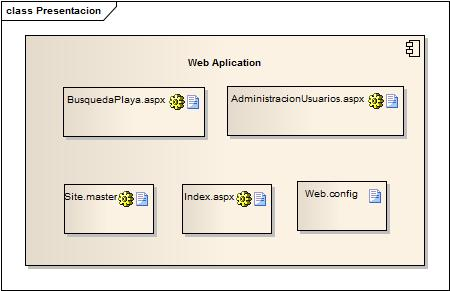 class Presentacion
Web Aplication
BusquedaPlaya.aspx
AdministracionUsuarios.aspx
Site.master
Index.aspx
Web.config